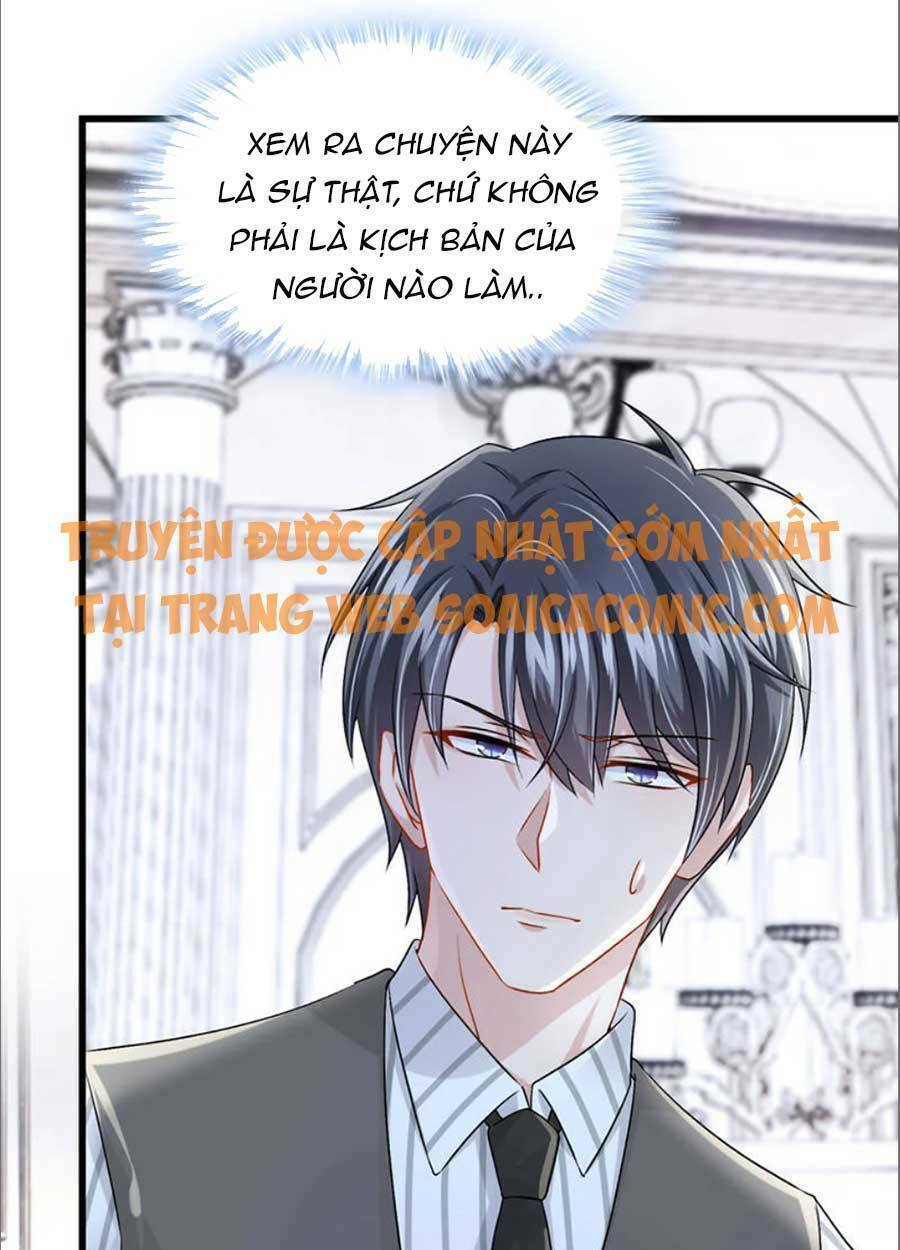 XEM RA CHUYỆN NÀY
LÀ SỰ THẬT, CHỨ KHÔNG
PHẢI LÀ KỊCH BẢN CỦA
NGƯỜI NÀO LÀM..
TRUYỆN ĐƯỢC CẬP NHẬT SỚM NHẤT
TẠI TRANG WEB SOAICACOMIC.COM